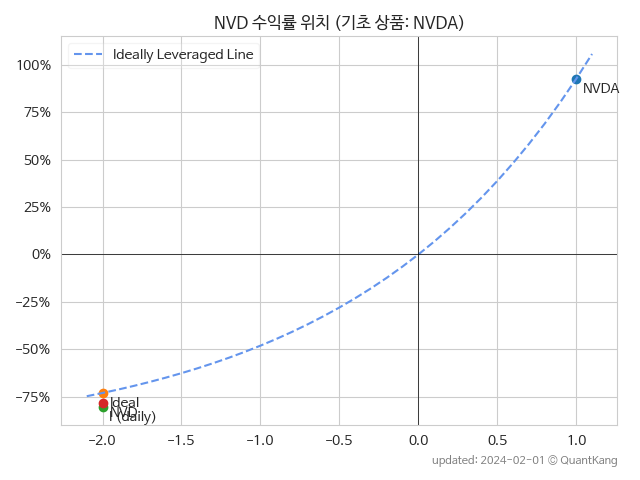 NVD 수익률 위치 (기초 상품: NVDA)
Ideally Leveraged Line
100%
75%
50%
25%
0%
−25%
−50%
−75%
NVDA
Ideal
NVD
(daily)
−2.0 −1.5 −1.0 −0.5 0.0 0.5 1.0
updated: 2024-02-01 © QuantKang